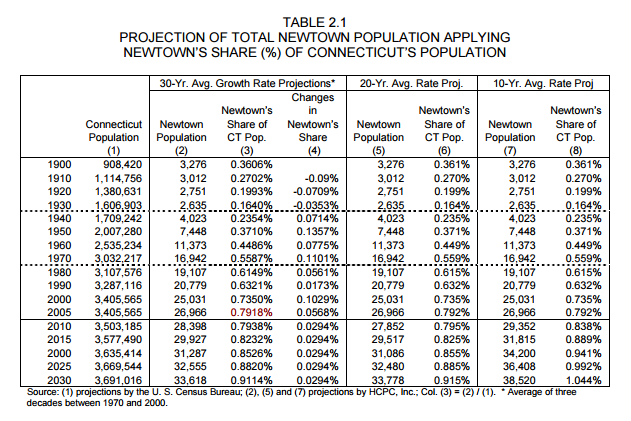 TABLE 2.1
PROJECTION OF TOTAL NEWTOWN POPULATION APPLYING
NEWTOWN'S SHARE (%) OF CONNECTICUT'S POPULATION
30-Yr. Avg. Growth Rate Projections* 20-Yr. Avg. Rate Proj. 10-Yr. Avg. Rate Proj
Changes
Newtown's in Newtown's Newtown's
Connecticut Newtown Share of Newtown's Newtown Share of Newtown Share of
Population Population CT Pop. Share Population CT Pop. Population CT Pop.
(1) (2) (3) (4) (5) (6) (7) (8)
1900 908,420 3,276 0.3606% 3,276 0.361% 3,276 0.361%
1910 1,114,756 3,012 0.2702% -0.09% 3,012 0.270% 3,012 0.270%
1920 1,380,631 2,751 0.1993% -0.0709% 2,751 0.199% 2,751 0.199%
1930 1,606,903 2,635 0.1640% -0.0353% 2,635 0.164% 2,635 0.164%
1940 1,709,242 4,023 0.2354% 0.0714% 4,023 0.235% 4,023 0.235%
1950 2,007,280 7,448 0.3710% 0.1357% 7,448 0.371% 7,448 0.371%
1960 2,535,234 11,373 0.4486% 0.0775% 11,373 0.449% 11,373 0.449%
1970 3,032,217 16,942 0.5587% 0.1101% 16,942 0.559% 16,942 0.559%
1980 3,107,576 19,107 0.6149% 0.0561% 19,107 0.615% 19,107 0.615%
1990 3,287,116 20,779 0.6321% 0.0173% 20,779 0.632% 20,779 0.632%
2000 3,405,565 25,031 0.7350% 0.1029% 25,031 0.735% 25,031 0.735%
2005 3,405,565 26,966 0.7918% 0.0568% 26,966 0.792% 26,966 0.792%
2010 3,503,185 28,398 0.7938% 0.0294% 27,852 0.795% 29,352 0.838%
2015 3,577,490 29,927 0.8232% 0.0294% 29,517 0.825% 31,815 0.889%
2000 3,635,414 31,287 0.8526% 0.0294% 31,086 0.855% 34,200 0.941%
2025 3,669,544 32,555 0.8820% 0.0294% 32,480 0.885% 36,408 0.992%
2030 3,691,016 33,618 0.9114% 0.0294% 33,778 0.915% 38,520 1.044%
Source: (1) projections by the U. S. Census Bureau; (2), (5) and (7) projections by HCPC, Inc.; Col. (3) = (2) / (1). * Average of three
decades between 1970 and 2000.